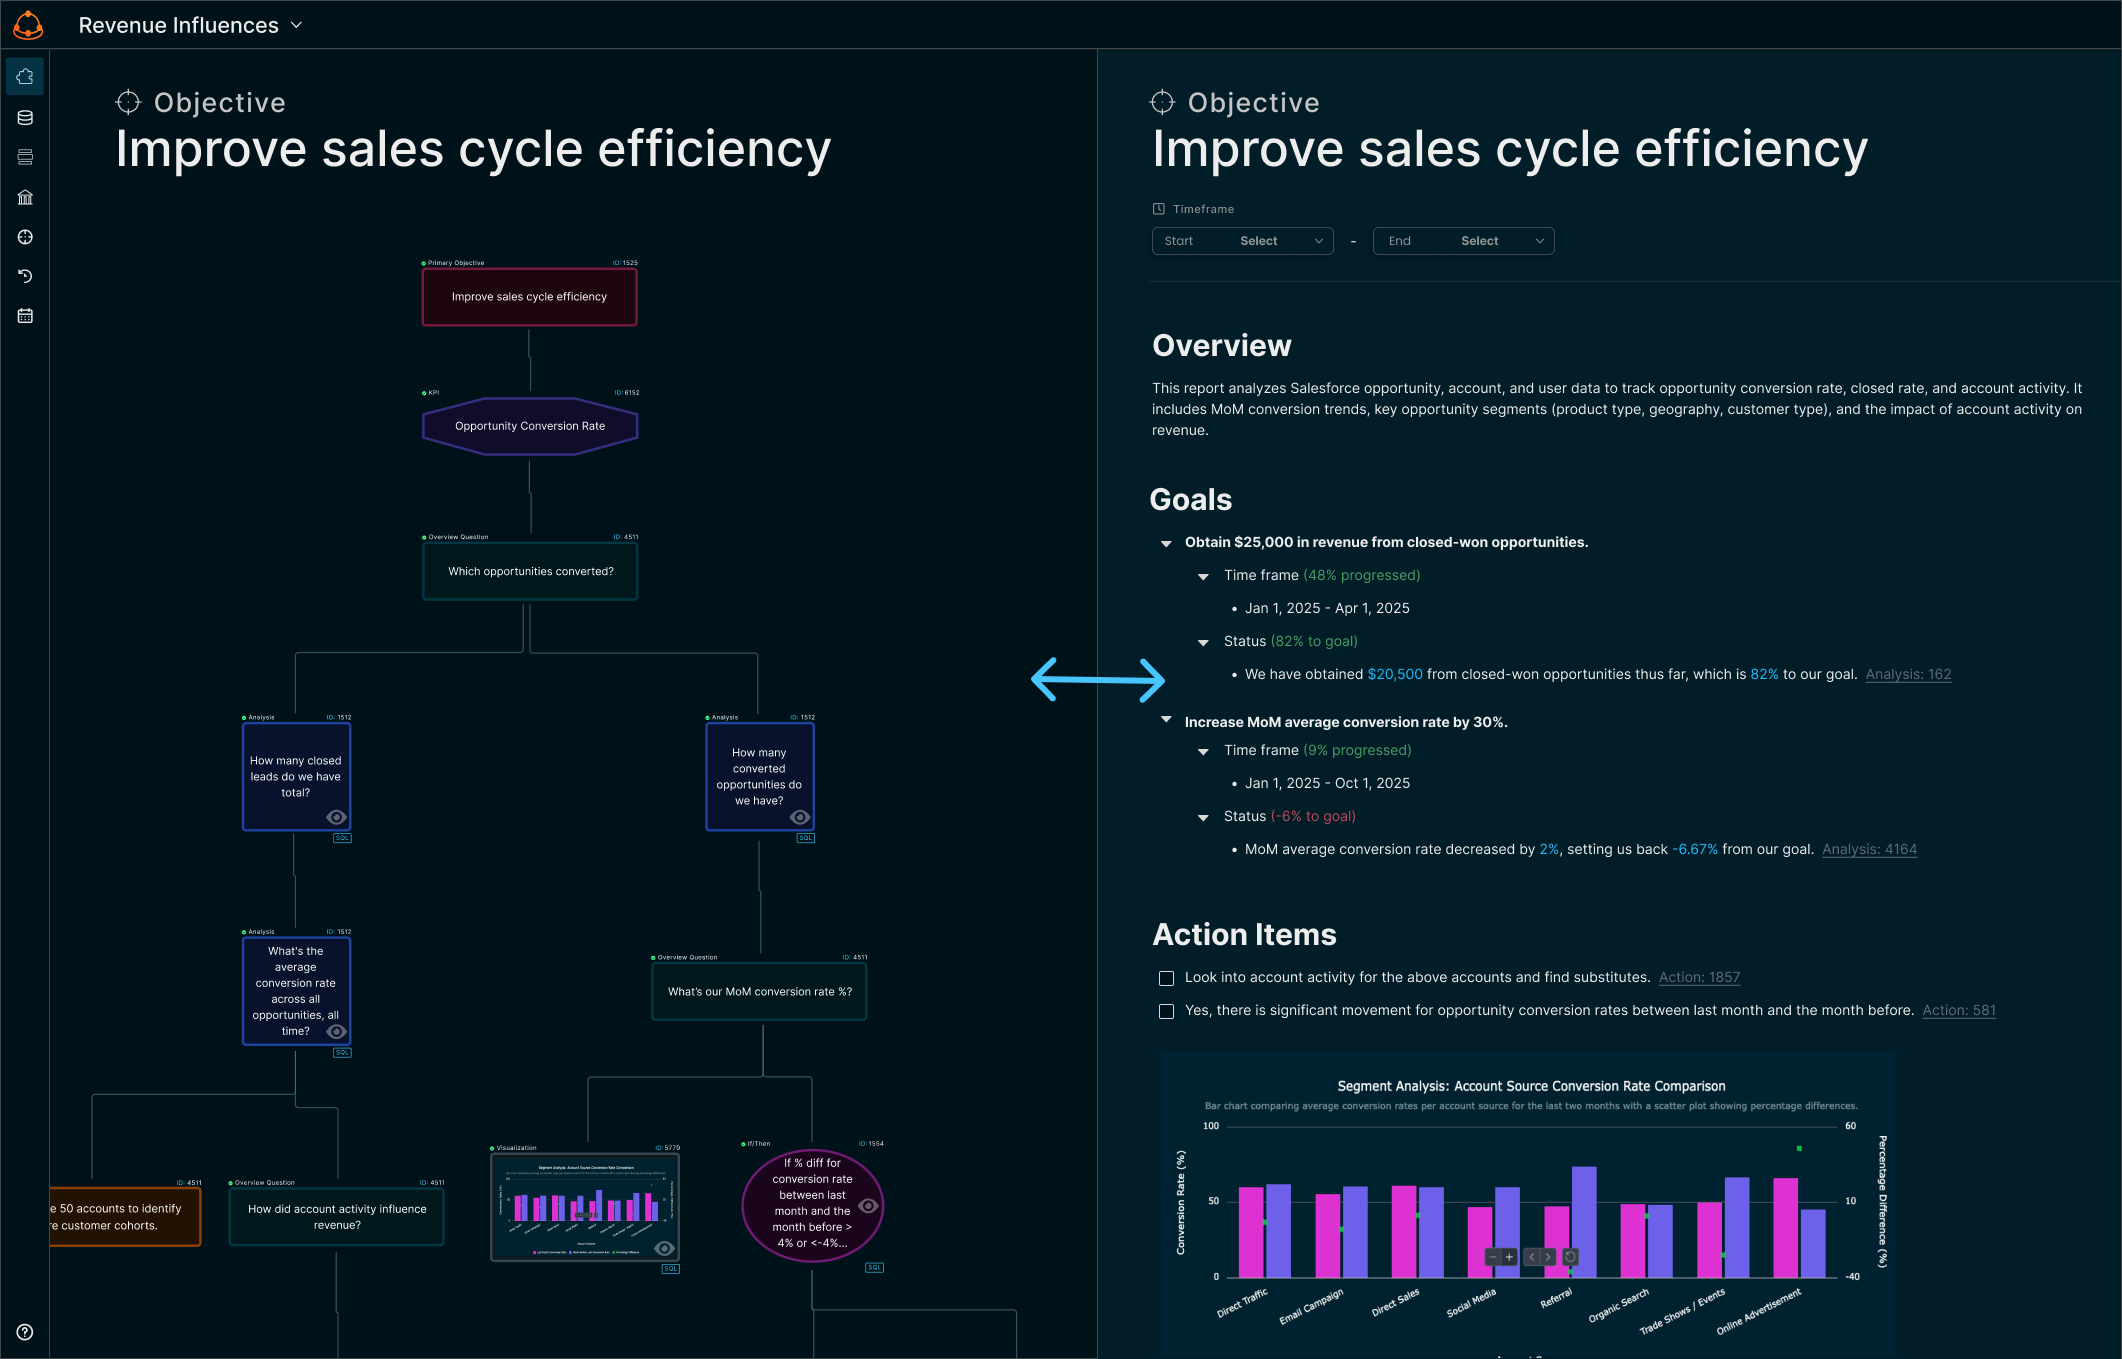 Revenue Influences
Objective
Improve sales cycle efficiency
Primary Objective
ID: 1525
Improve sales cycle efficiency
KPI
ID: 6152
Opportunity Conversion Rate
Overview Question
ID: 4511
Which opportunities converted?
Analysis
ID: 1512
How many closed
leads do we have
total?
SQL
Analysis
ID: 1512
How many
converted
opportunities do
we have?
SQL
Analysis
ID: 1512
What's the
average
conversion rate
across all
opportunities, all
time?
SQL
Overview Question
ID: 4511
What's our MoM conversion rate %?
ID: 4511
e 50 accounts to identify
re customer cohorts.
Overview Question
ID: 4511
How did account activity influence
revenue?
Visualization
ID: 5779
Segment Analysis: Account Source Conversion Rate Comparison
SQL
If/Then
ID: 1554
If % diff for
conversion rate
between last
month and the
month before >
4% or <-4%...
SQL
Objective
Improve sales cycle efficiency
Timeframe
Start Select - End Select
Overview
This report analyzes Salesforce opportunity, account, and user data to track opportunity conversion rate, closed rate, and account activity. It
includes MoM conversion trends, key opportunity segments (product type, geography, customer type), and the impact of account activity on
revenue.
Goals
Obtain $25,000 in revenue from closed-won opportunities.
Time frame (48% progressed)
• Jan 1, 2025 - Apr 1, 2025
Status (82% to goal)
• We have obtained $20,500 from closed-won opportunities thus far, which is 82% to our goal. Analysis: 162
Increase MoM average conversion rate by 30%.
Time frame (9% progressed)
• Jan 1, 2025 - Oct 1, 2025
Status (-6% to goal)
• MoM average conversion rate decreased by 2%, setting us back -6.67% from our goal. Analysis: 4164
Action Items
Look into account activity for the above accounts and find substitutes. Action: 1857
Yes, there is significant movement for opportunity conversion rates between last month and the month before. Action: 581
Segment Analysis: Account Source Conversion Rate Comparison
Bar chart comparing average conversion rates per account source for the last two months with a scatter plot showing percentage differences.
100
50
0
Conversion Rate (%)
60
10
-40
Percentage Difference (%)
Direct Traffic
Email Campaign
Direct Sales
Social Media
Referral
Organic Search
Trade Shows / Events
Online Advertisement